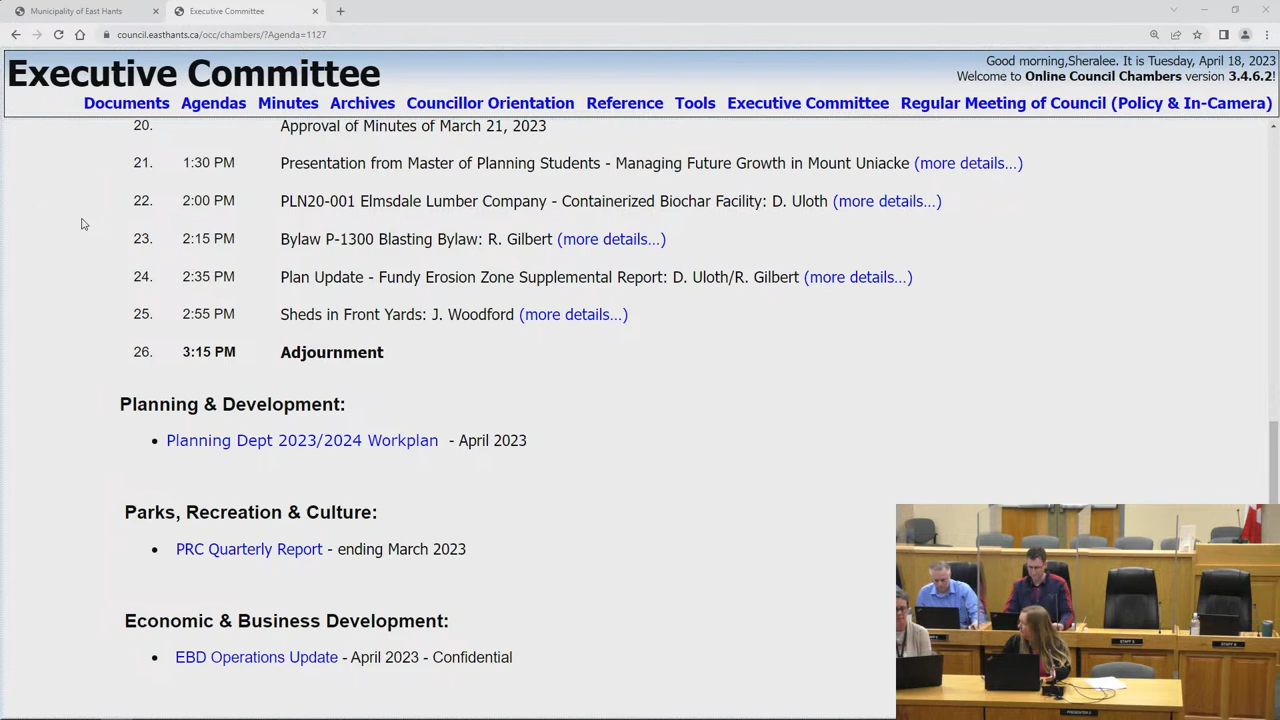 Municipality of East Hants
Executive Committee
council.easthants.ca/occ/chambers/?Agenda=1127
Executive Committee
Good morning,Sheralee. It is Tuesday, April 18, 2023
Welcome to Online Council Chambers version 3.4.6.2!
Documents Agendas Minutes Archives Councillor Orientation Reference Tools Executive Committee Regular Meeting of Council (Policy & In-Camera)
20. Approval of Minutes of March 21, 2023
21. 1:30 PM Presentation from Master of Planning Students - Managing Future Growth in Mount Uniacke (more details...)
22. 2:00 PM PLN20-001 Elmsdale Lumber Company - Containerized Biochar Facility: D. Uloth (more details...)
23. 2:15 PM Bylaw P-1300 Blasting Bylaw: R. Gilbert (more details...)
24. 2:35 PM Plan Update - Fundy Erosion Zone Supplemental Report: D. Uloth/R. Gilbert (more details...)
25. 2:55 PM Sheds in Front Yards: J. Woodford (more details...)
26. 3:15 PM Adjournment
Planning & Development:
• Planning Dept 2023/2024 Workplan - April 2023
Parks, Recreation & Culture:
• PRC Quarterly Report - ending March 2023
Economic & Business Development:
• EBD Operations Update - April 2023 - Confidential